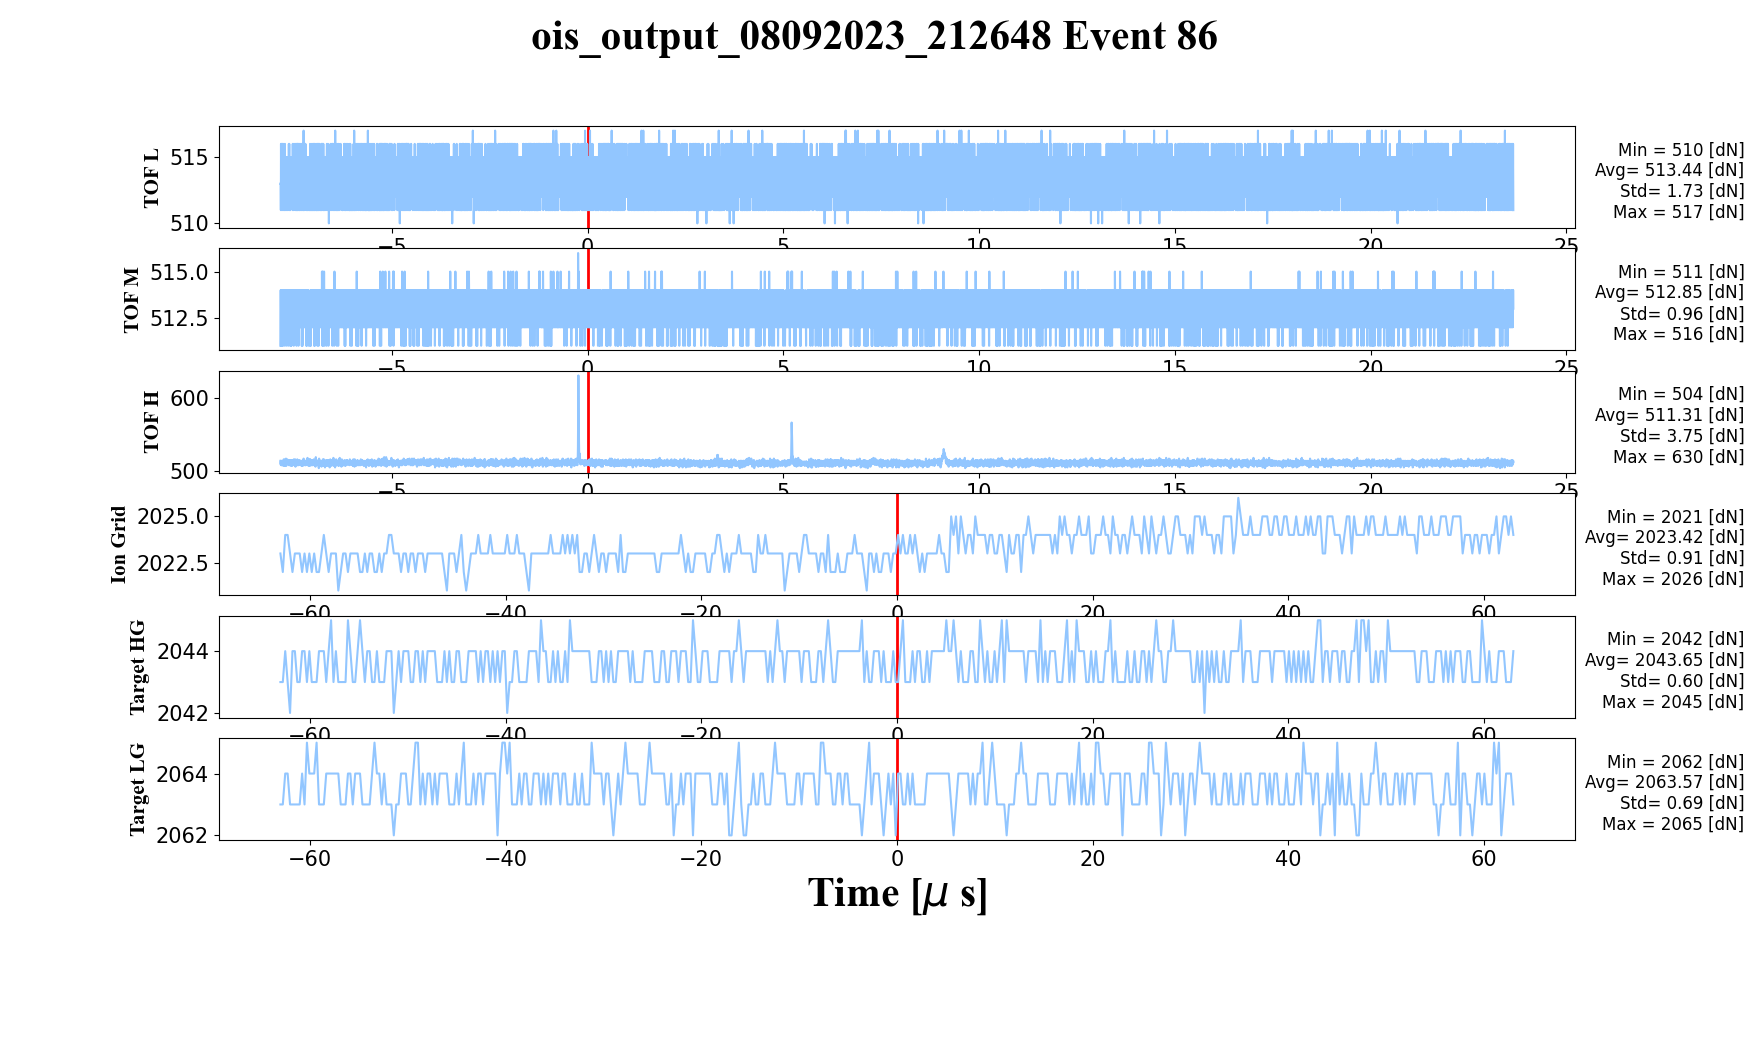 ois_output_08092023_212648 Event 86
TOF L
515
510
−5 0 5 10 15 20 25
Min = 510 [dN]
Avg= 513.44 [dN]
Std= 1.73 [dN]
Max = 517 [dN]
TOF M
515.0
512.5
−5 0 5 10 15 20 25
Min = 511 [dN]
Avg= 512.85 [dN]
Std= 0.96 [dN]
Max = 516 [dN]
TOF H
600
500
−5 0 5 10 15 20 25
Min = 504 [dN]
Avg= 511.31 [dN]
Std= 3.75 [dN]
Max = 630 [dN]
Ion Grid
2025.0
2022.5
−60 −40 −20 0 20 40 60
Min = 2021 [dN]
Avg= 2023.42 [dN]
Std= 0.91 [dN]
Max = 2026 [dN]
Target HG
2044
2042
−60 −40 −20 0 20 40 60
Min = 2042 [dN]
Avg= 2043.65 [dN]
Std= 0.60 [dN]
Max = 2045 [dN]
Target LG
2064
2062
−60 −40 −20 0 20 40 60
Min = 2062 [dN]
Avg= 2063.57 [dN]
Std= 0.69 [dN]
Max = 2065 [dN]
Time [μ s]